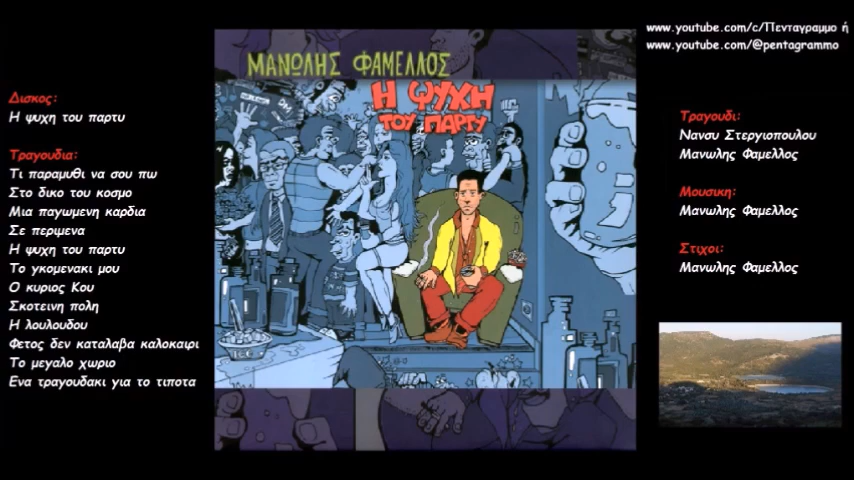 www.youtube.com/c/Πενταγραμμο ή
www.youtube.com/@pentagrammo
Δισκος:
Η ψυχη του παρτυ
Τραγουδια:
Τι παραμυθι να σου πω
Στο δικο του κοσμο
Μια παγωμενη καρδια
Σε περιμενα
Η ψυχη του παρτυ
Το γκομενακι μου
Ο κυριος Κου
Σκοτεινη πολη
Η λουλουδου
Φετος δεν καταλαβα καλοκαιρι
Το μεγαλο χωριο
Ενα τραγουδακι για το τιποτα
ΜΑΝΩΛΗΣ ΦΑΜΕΛΛΟΣ
Η ΨΥΧΗ
ΤΟΥ ΠΑΡΤΥ
Τραγουδι:
Νανσυ Στεργιοπουλου
Μανωλης Φαμελλος
Μουσικη:
Μανωλης Φαμελλος
Στιχοι:
Μανωλης Φαμελλος